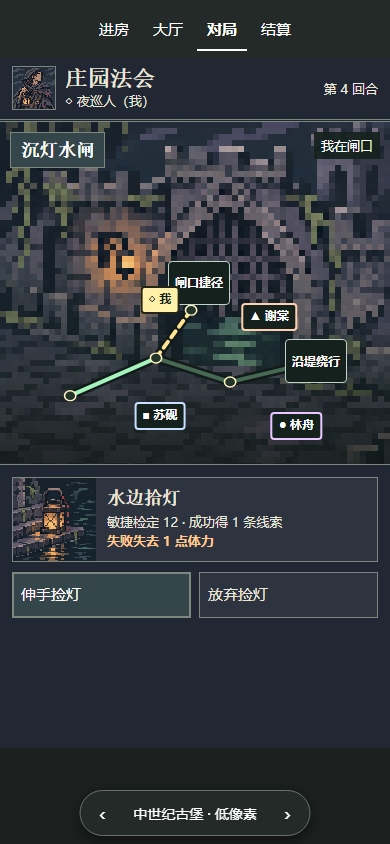 进房 大厅 对局 结算
庄园法会
◇ 夜巡人（我）
第 4 回合
沉灯水闸
我在闸口
闸口捷径
◇ 我
▲ 谢棠
沿堤绕行
■ 苏砚
● 林舟
水边拾灯
敏捷检定 12 · 成功得 1 条线索
失败失去 1 点体力
伸手捡灯
放弃捡灯
‹ 中世纪古堡 · 低像素 ›